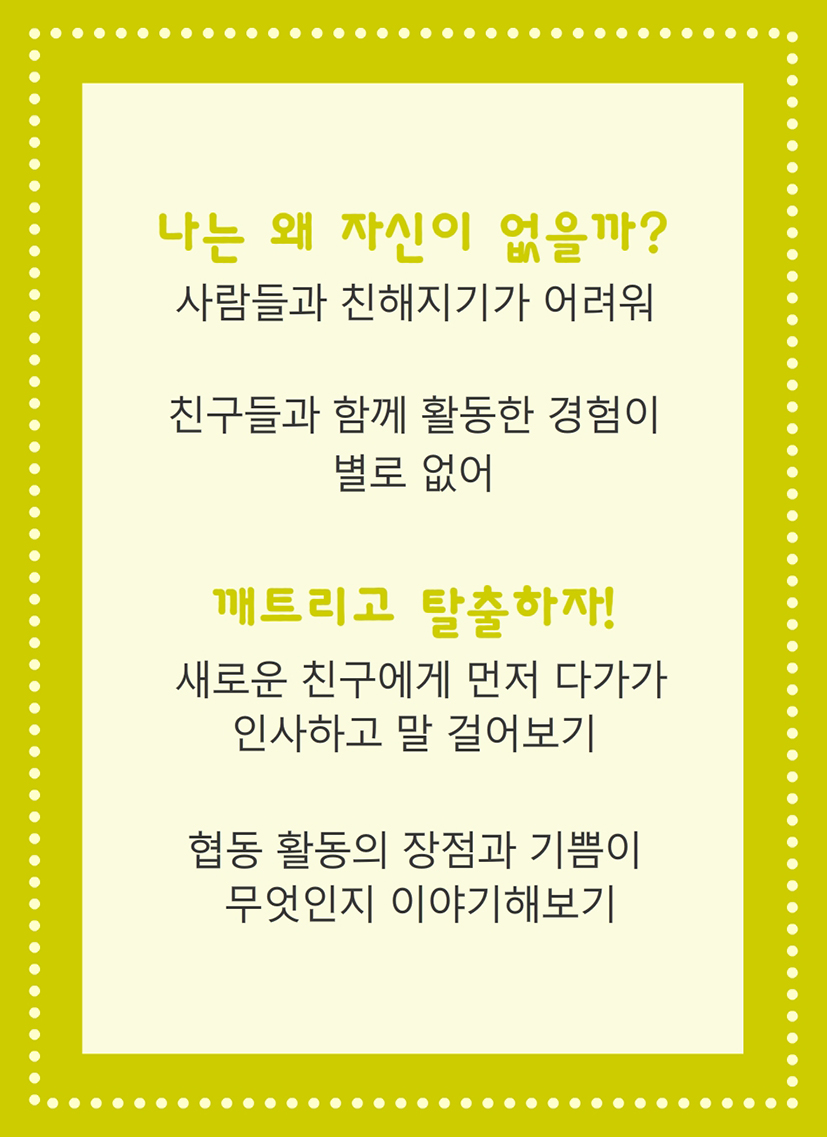 나는 왜 자신이 없을까?
사람들과 친해지기가 어려워
친구들과 함께 활동한 경험이
별로 없어
깨트리고 탈출하자!
새로운 친구에게 먼저 다가가
인사하고 말 걸어보기
협동 활동의 장점과 기쁨이
무엇인지 이야기해보기